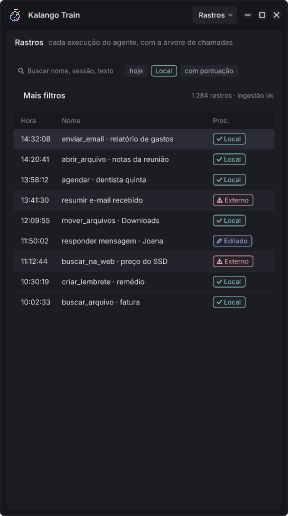 Kalango Train
Rastros
Rastros cada execução do agente, com a árvore de chamadas
Buscar nome, sessão, texto hoje Local com pontuação
Mais filtros 1 284 rastros · ingestão ok
Hora Nome Proc.
14:32:08 enviar_email · relatório de gastos Local
14:20:41 abrir_arquivo · notas da reunião Local
13:58:12 agendar · dentista quinta Local
13:41:30 resumir e-mail recebido Externo
12:09:55 mover_arquivos · Downloads Local
11:50:02 responder mensagem · Joana Editado
11:12:44 buscar_na_web · preço do SSD Externo
10:30:19 criar_lembrete · remédio Local
10:02:33 buscar_arquivo · fatura Local